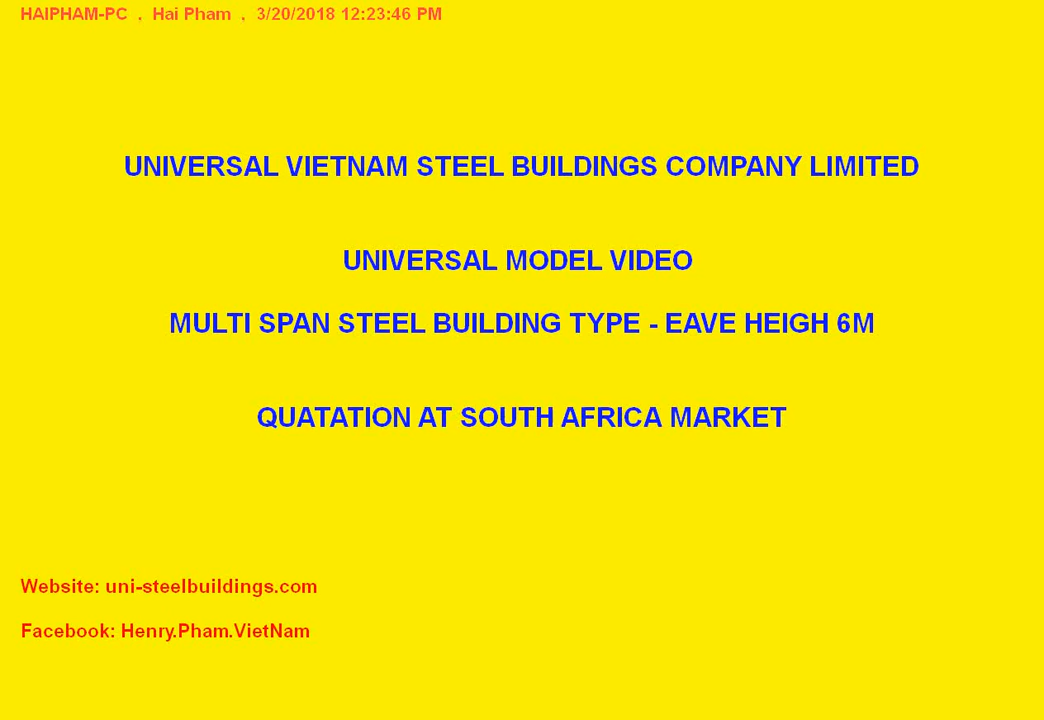 HAIPHAM-PC , Hai Pham , 3/20/2018 12:23:46 PM
UNIVERSAL VIETNAM STEEL BUILDINGS COMPANY LIMITED
UNIVERSAL MODEL VIDEO
MULTI SPAN STEEL BUILDING TYPE - EAVE HEIGH 6M
QUATATION AT SOUTH AFRICA MARKET
Website: uni-steelbuildings.com
Facebook: Henry.Pham.VietNam